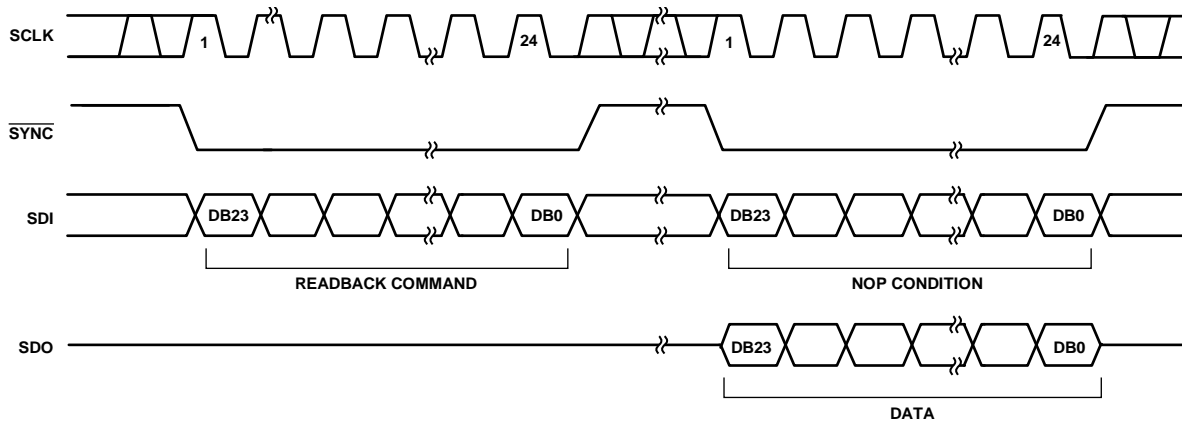 SCLK
1
24
1
24
SYNC
SDI
DB23
DB0
DB23
DB0
READBACK COMMAND
NOP CONDITION
SDO
DB23
DB0
DATA